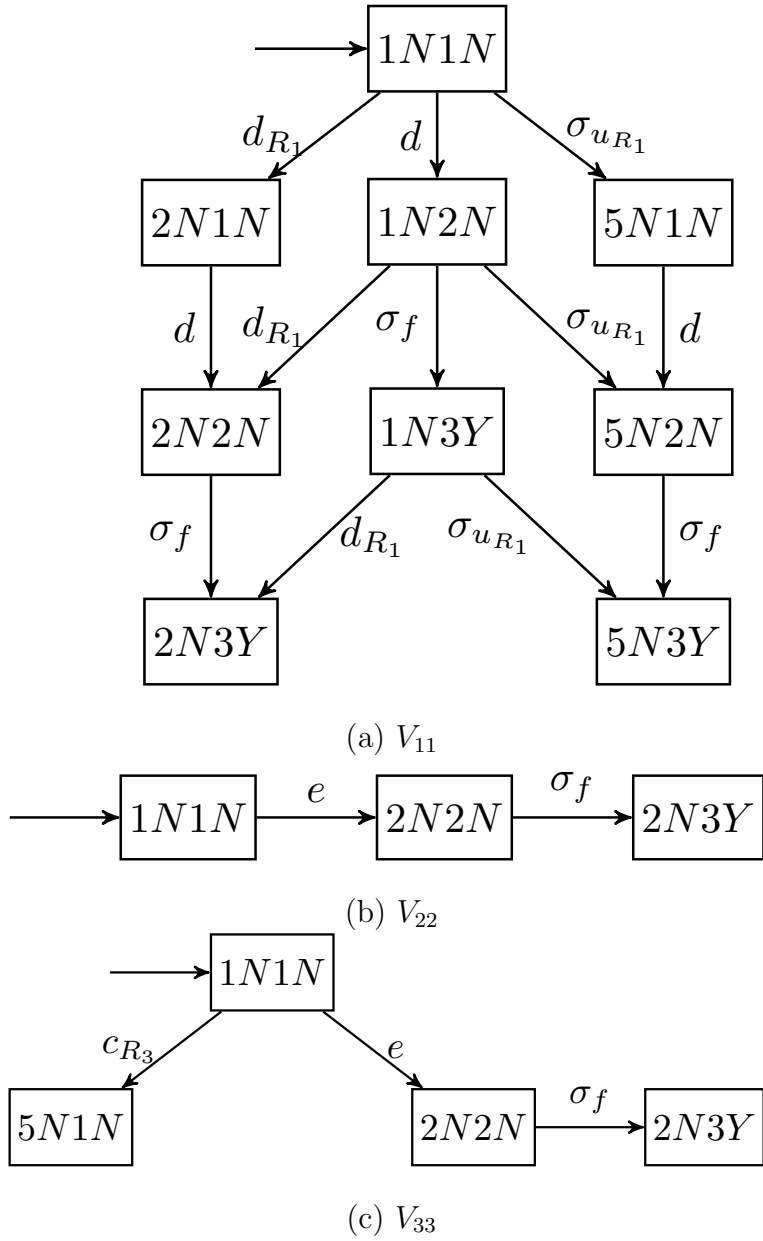 1N1N
d_{R_1} d σ_{u_{R_1}}
2N1N 1N2N 5N1N
d d_{R_1} σ_f σ_{u_{R_1}} d
2N2N 1N3Y 5N2N
σ_f d_{R_1} σ_{u_{R_1}} σ_f
2N3Y 5N3Y
(a) V_{11}
1N1N e 2N2N σ_f 2N3Y
(b) V_{22}
1N1N
c_{R_3} e
5N1N 2N2N σ_f 2N3Y
(c) V_{33}